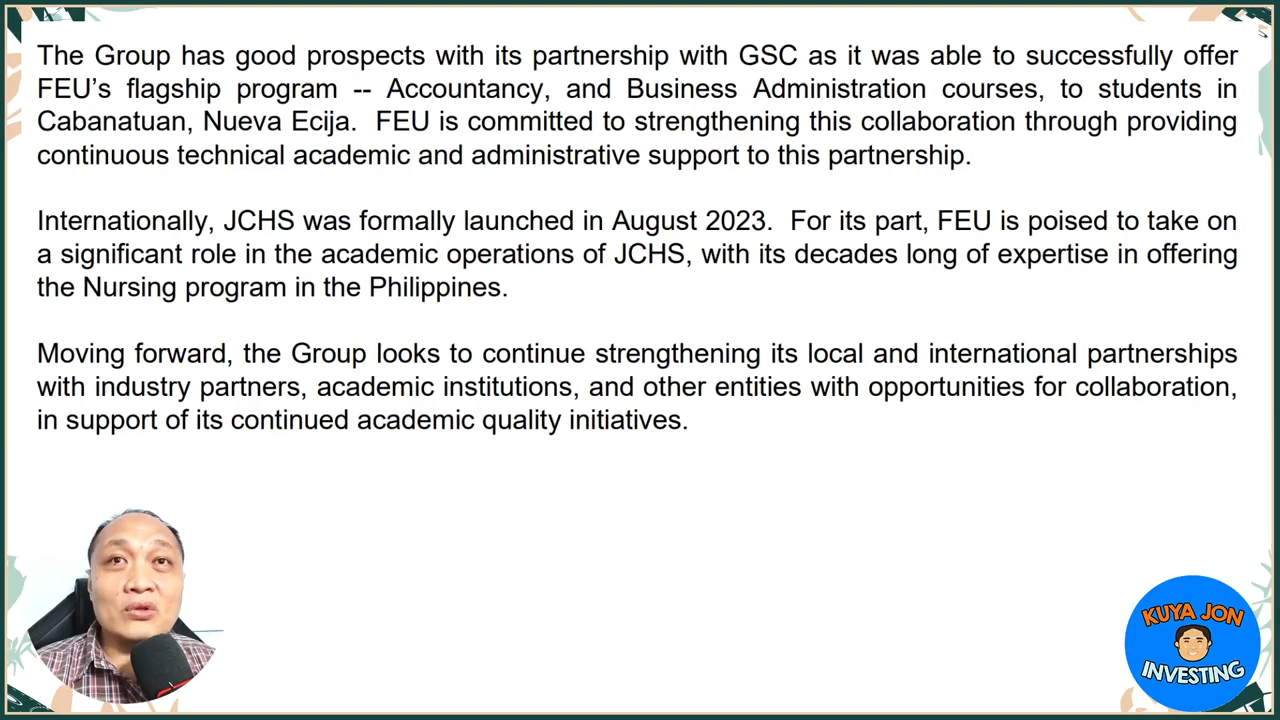 The Group has good prospects with its partnership with GSC as it was able to successfully offer
FEU’s flagship program -- Accountancy, and Business Administration courses, to students in
Cabanatuan, Nueva Ecija.  FEU is committed to strengthening this collaboration through providing
continuous technical academic and administrative support to this partnership.
Internationally, JCHS was formally launched in August 2023.  For its part, FEU is poised to take on
a significant role in the academic operations of JCHS, with its decades long of expertise in offering
the Nursing program in the Philippines.
Moving forward, the Group looks to continue strengthening its local and international partnerships
with industry partners, academic institutions, and other entities with opportunities for collaboration,
in support of its continued academic quality initiatives.
KUYA JON
INVESTING